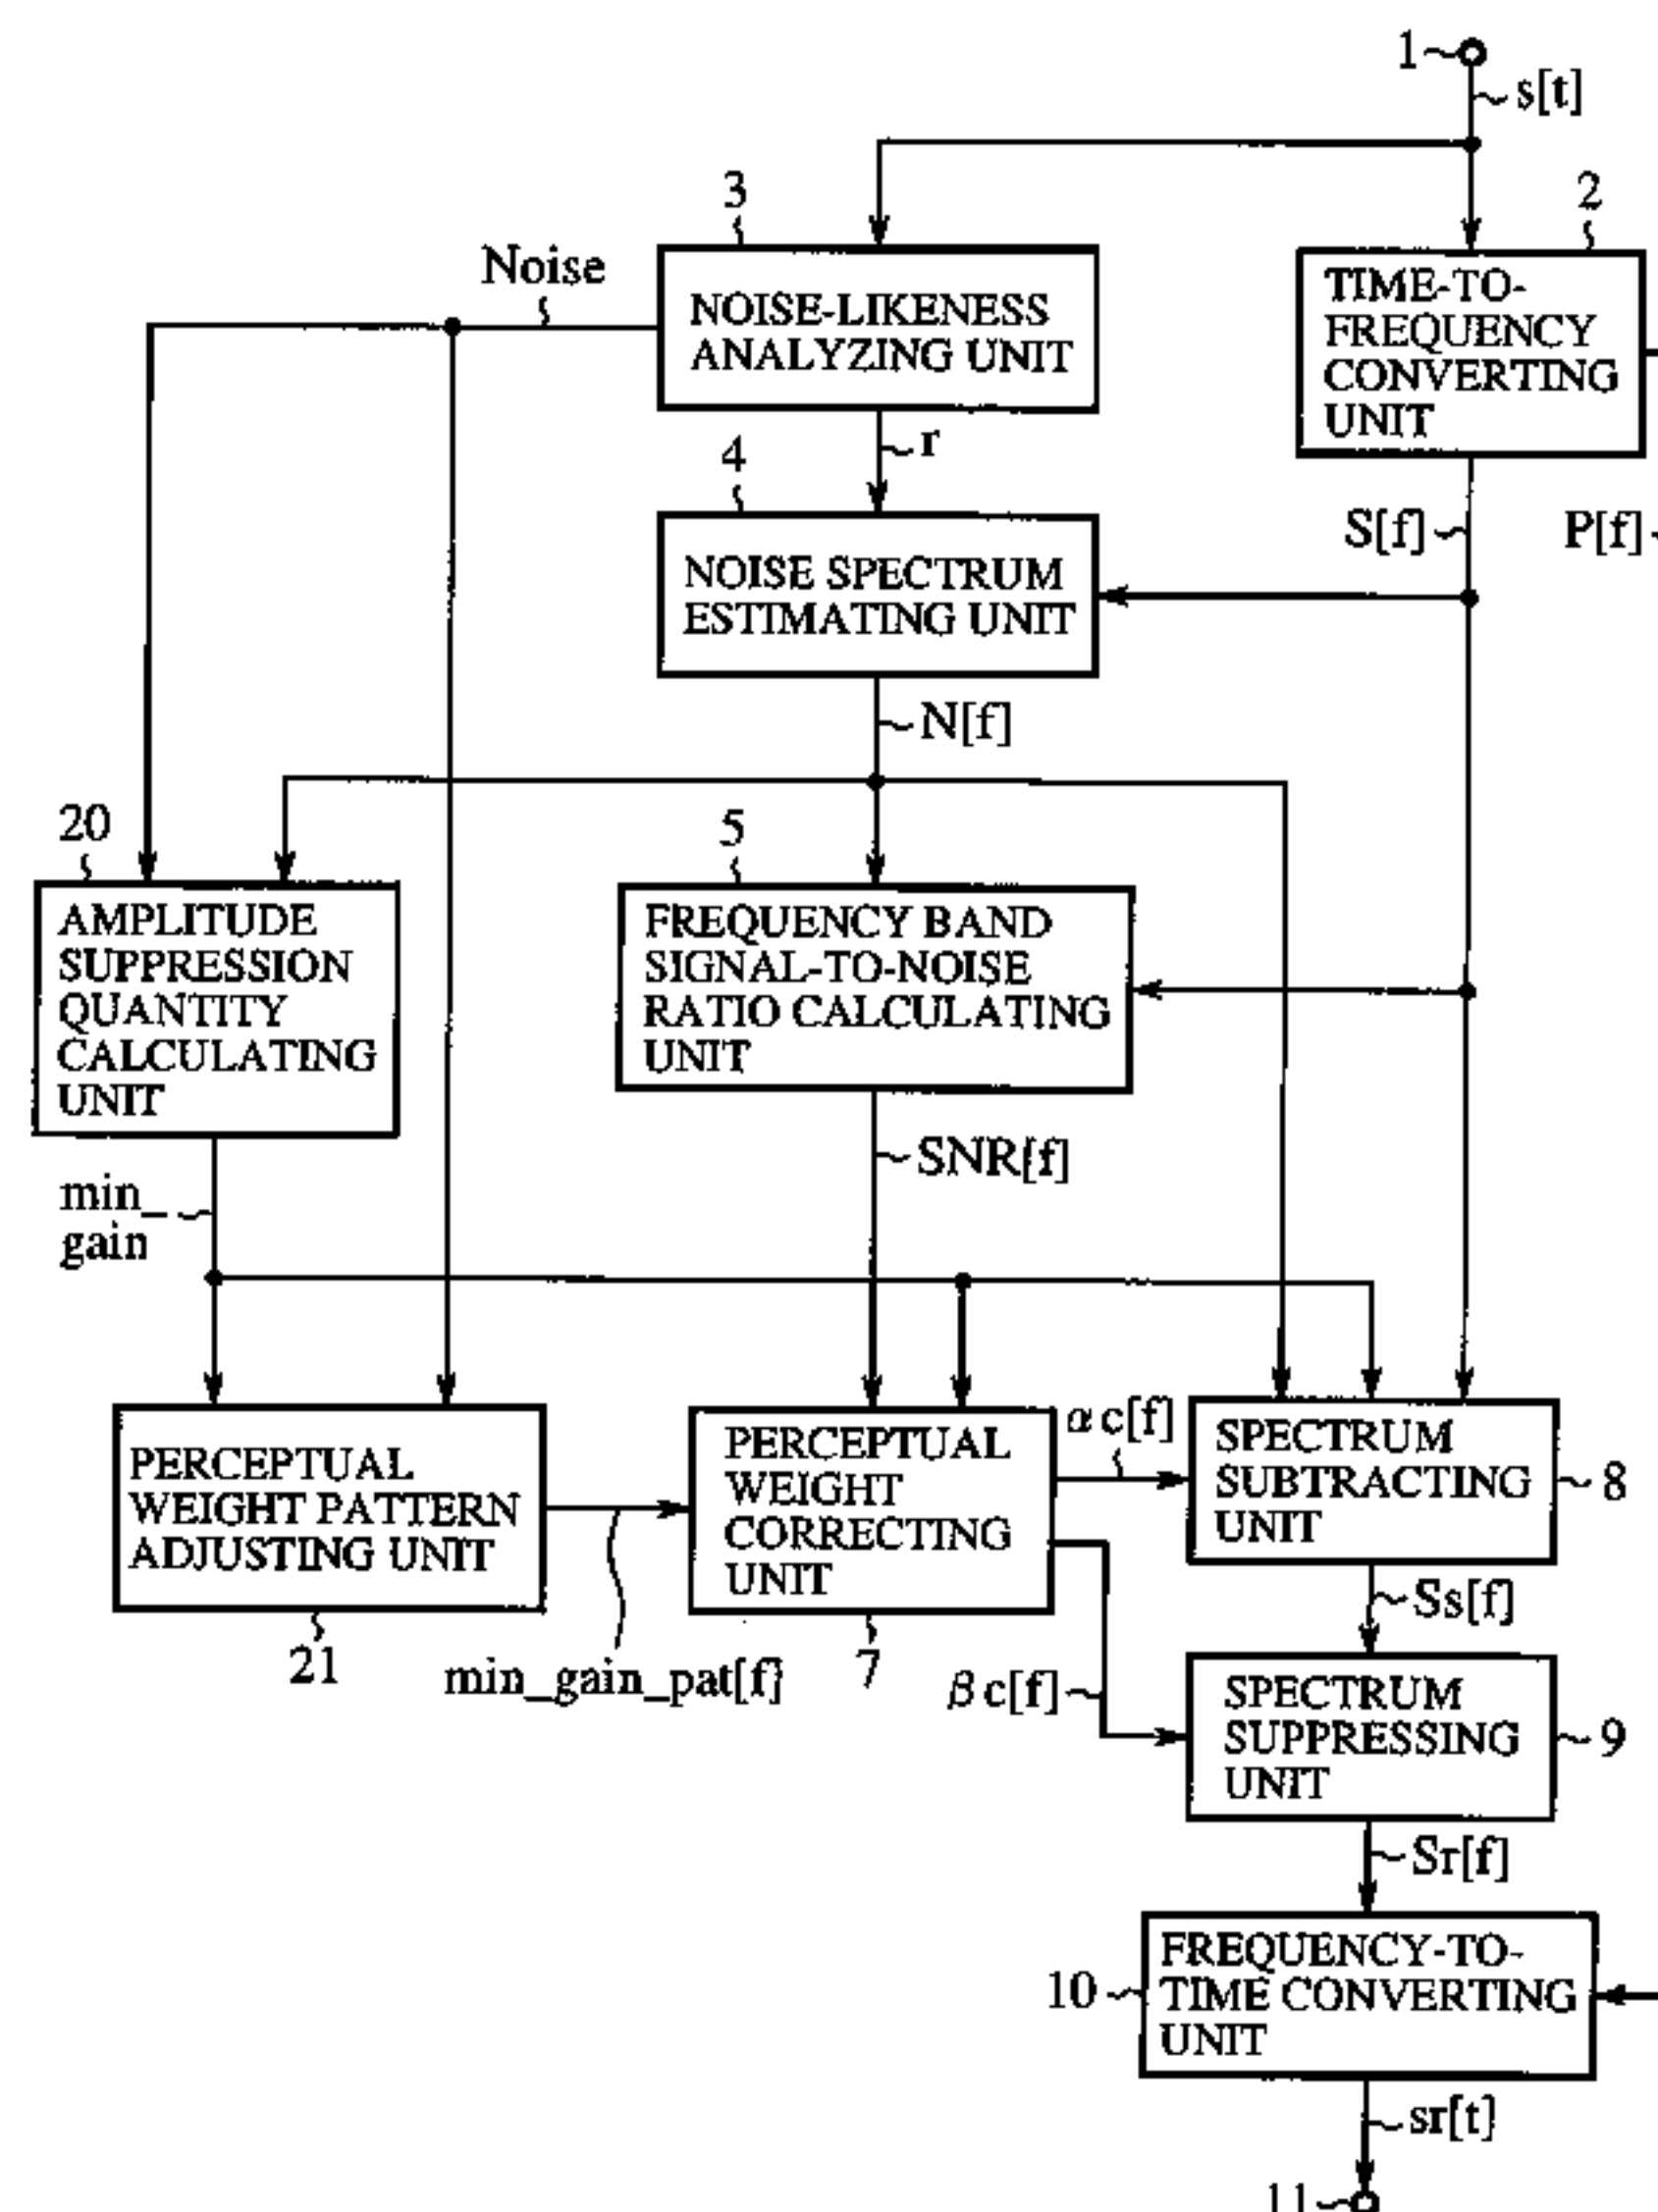 1
s[t]
3
2
Noise
NOISE-LIKENESS
ANALYZING UNIT
TIME-TO-
FREQUENCY
CONVERTING
UNIT
r
4
S[f]
P[f]
NOISE SPECTRUM
ESTIMATING UNIT
N[f]
20
5
AMPLITUDE
SUPPRESSION
QUANTITY
CALCULATING
UNIT
FREQUENCY BAND
SIGNAL-TO-NOISE
RATIO CALCULATING
UNIT
SNR[f]
min_
gain
PERCEPTUAL
WEIGHT PATTERN
ADJUSTING UNIT
21
min_gain_pat[f]
PERCEPTUAL
WEIGHT
CORRECTING
UNIT
7
αc[f]
βc[f]
SPECTRUM
SUBTRACTING
UNIT
8
Ss[f]
SPECTRUM
SUPPRESSING
UNIT
9
Sr[f]
10
FREQUENCY-TO-
TIME CONVERTING
UNIT
sr[t]
11